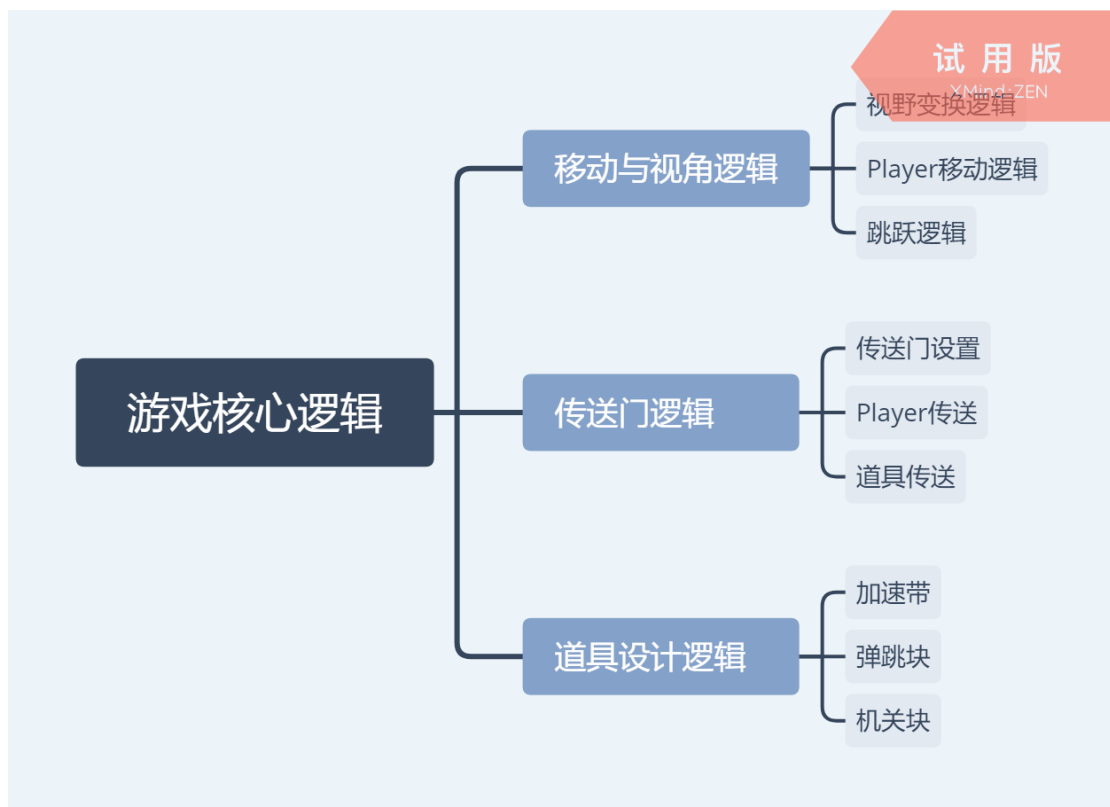 试用版
XMind:ZEN
视野变换逻辑
移动与视角逻辑
Player移动逻辑
跳跃逻辑
传送门设置
游戏核心逻辑
传送门逻辑
Player传送
道具传送
加速带
道具设计逻辑
弹跳块
机关块